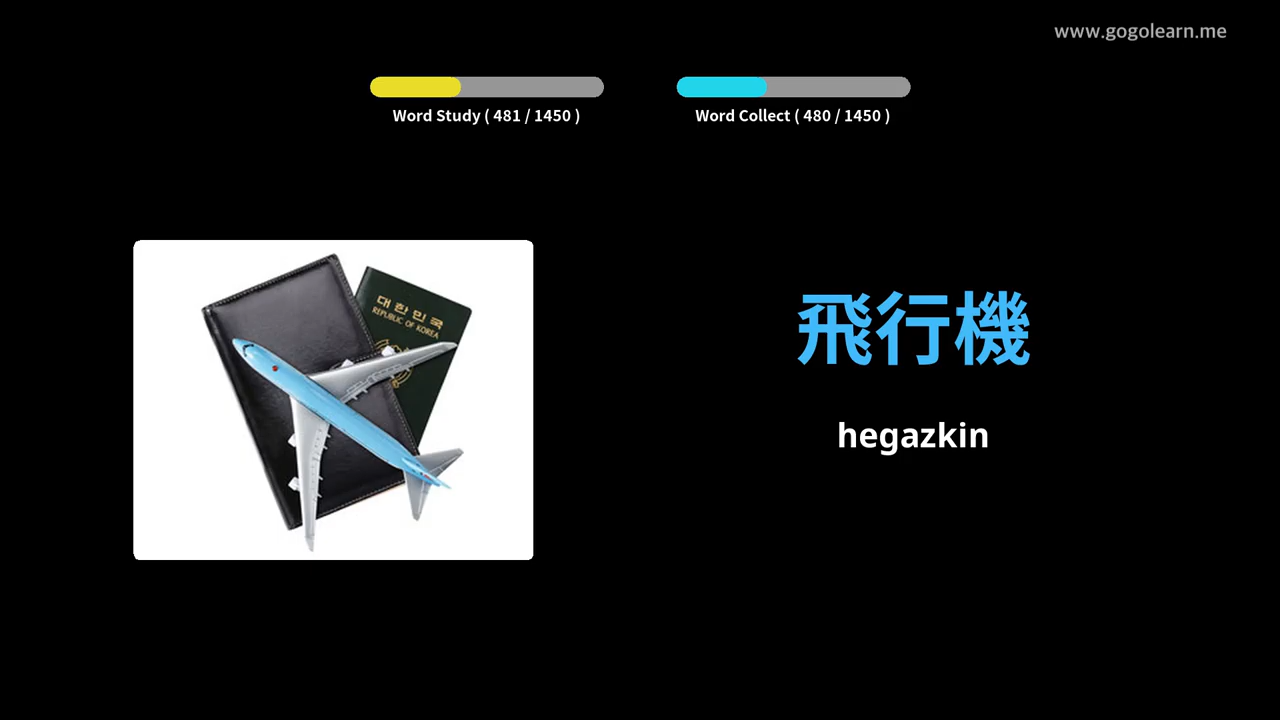 www.gogolearn.me
Word Study ( 481 / 1450 )
Word Collect ( 480 / 1450 )
대한민국
REPUBLIC OF KOREA
飛行機
hegazkin